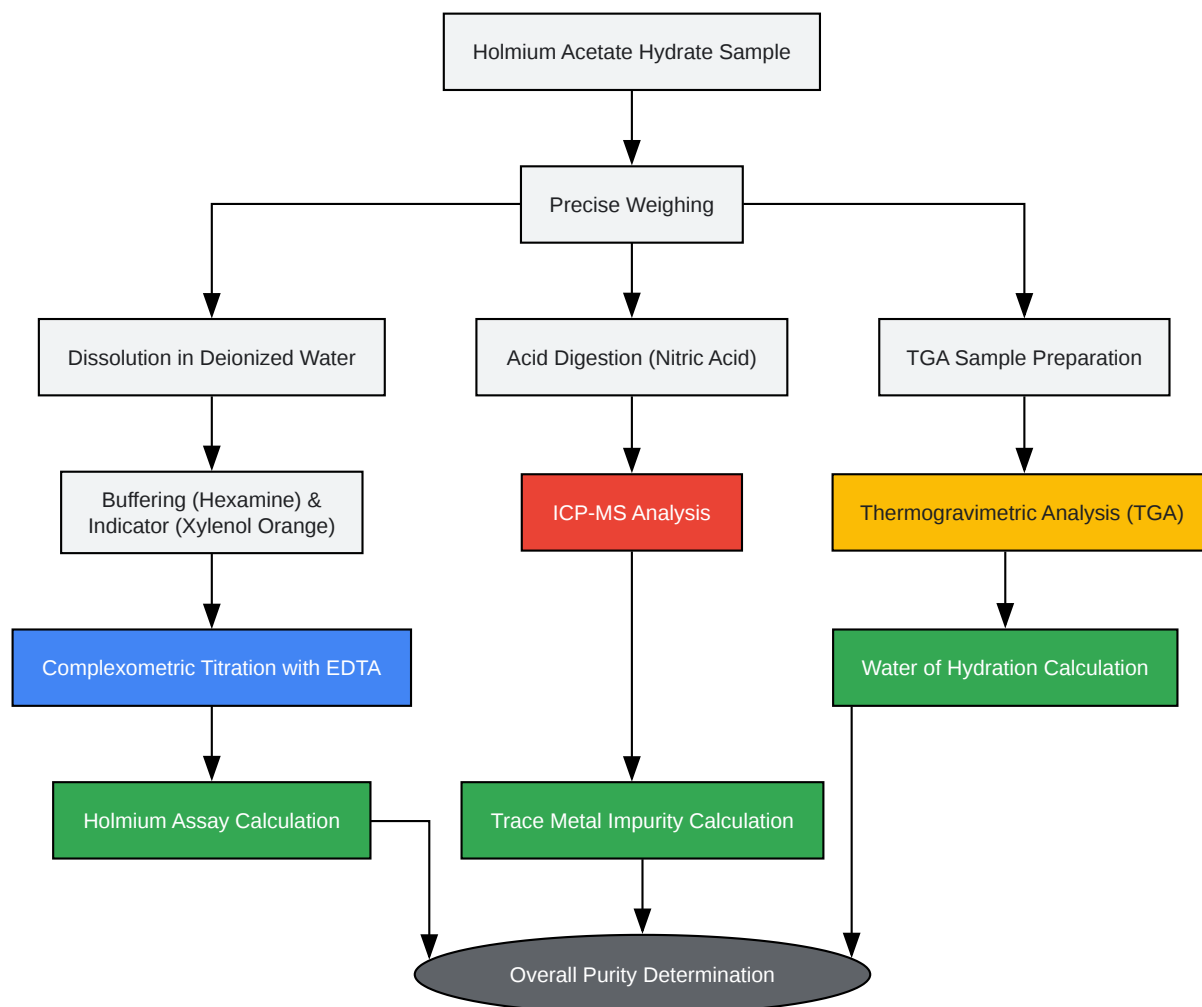 Holmium Acetate Hydrate Sample
Precise Weighing
Dissolution in Deionized Water
Acid Digestion (Nitric Acid)
TGA Sample Preparation
Buffering (Hexamine) &
Indicator (Xylenol Orange)
ICP-MS Analysis
Thermogravimetric Analysis (TGA)
Complexometric Titration with EDTA
Water of Hydration Calculation
Holmium Assay Calculation
Trace Metal Impurity Calculation
Overall Purity Determination